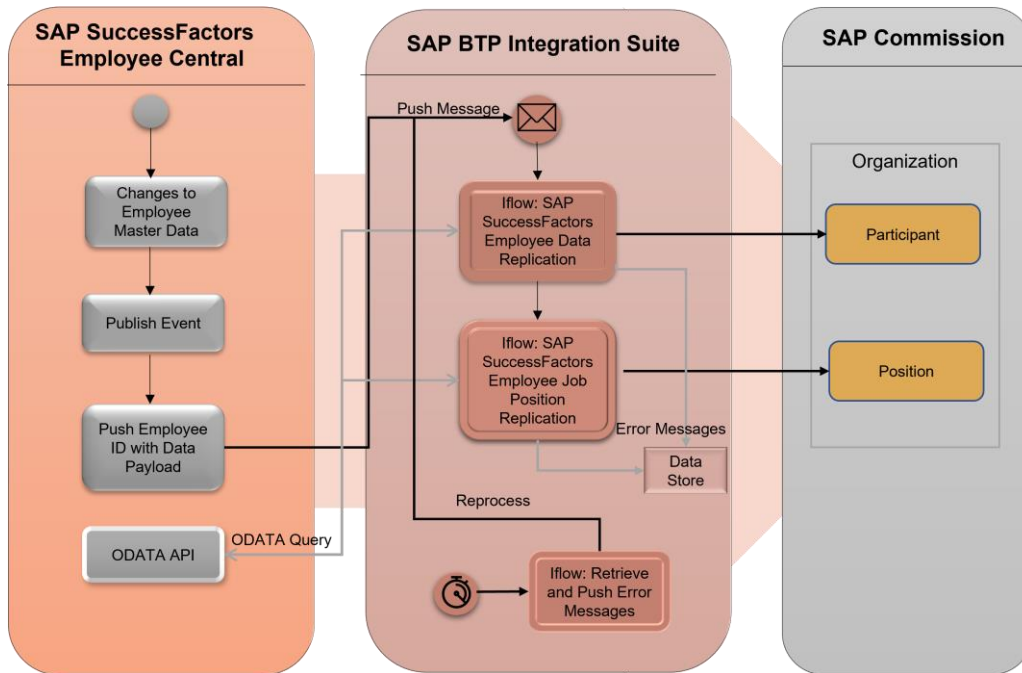 SAP SuccessFactors
Employee Central
Changes to
Employee
Master Data
Publish Event
Push Employee
ID with Data
Payload
ODATA API
ODATA Query
SAP BTP Integration Suite
Push Message
Iflow: SAP
SuccessFactors
Employee Data
Replication
Iflow: SAP
SuccessFactors
Employee Job
Position
Replication
Error Messages
Data
Store
Reprocess
Iflow: Retrieve
and Push Error
Messages
SAP Commission
Organization
Participant
Position